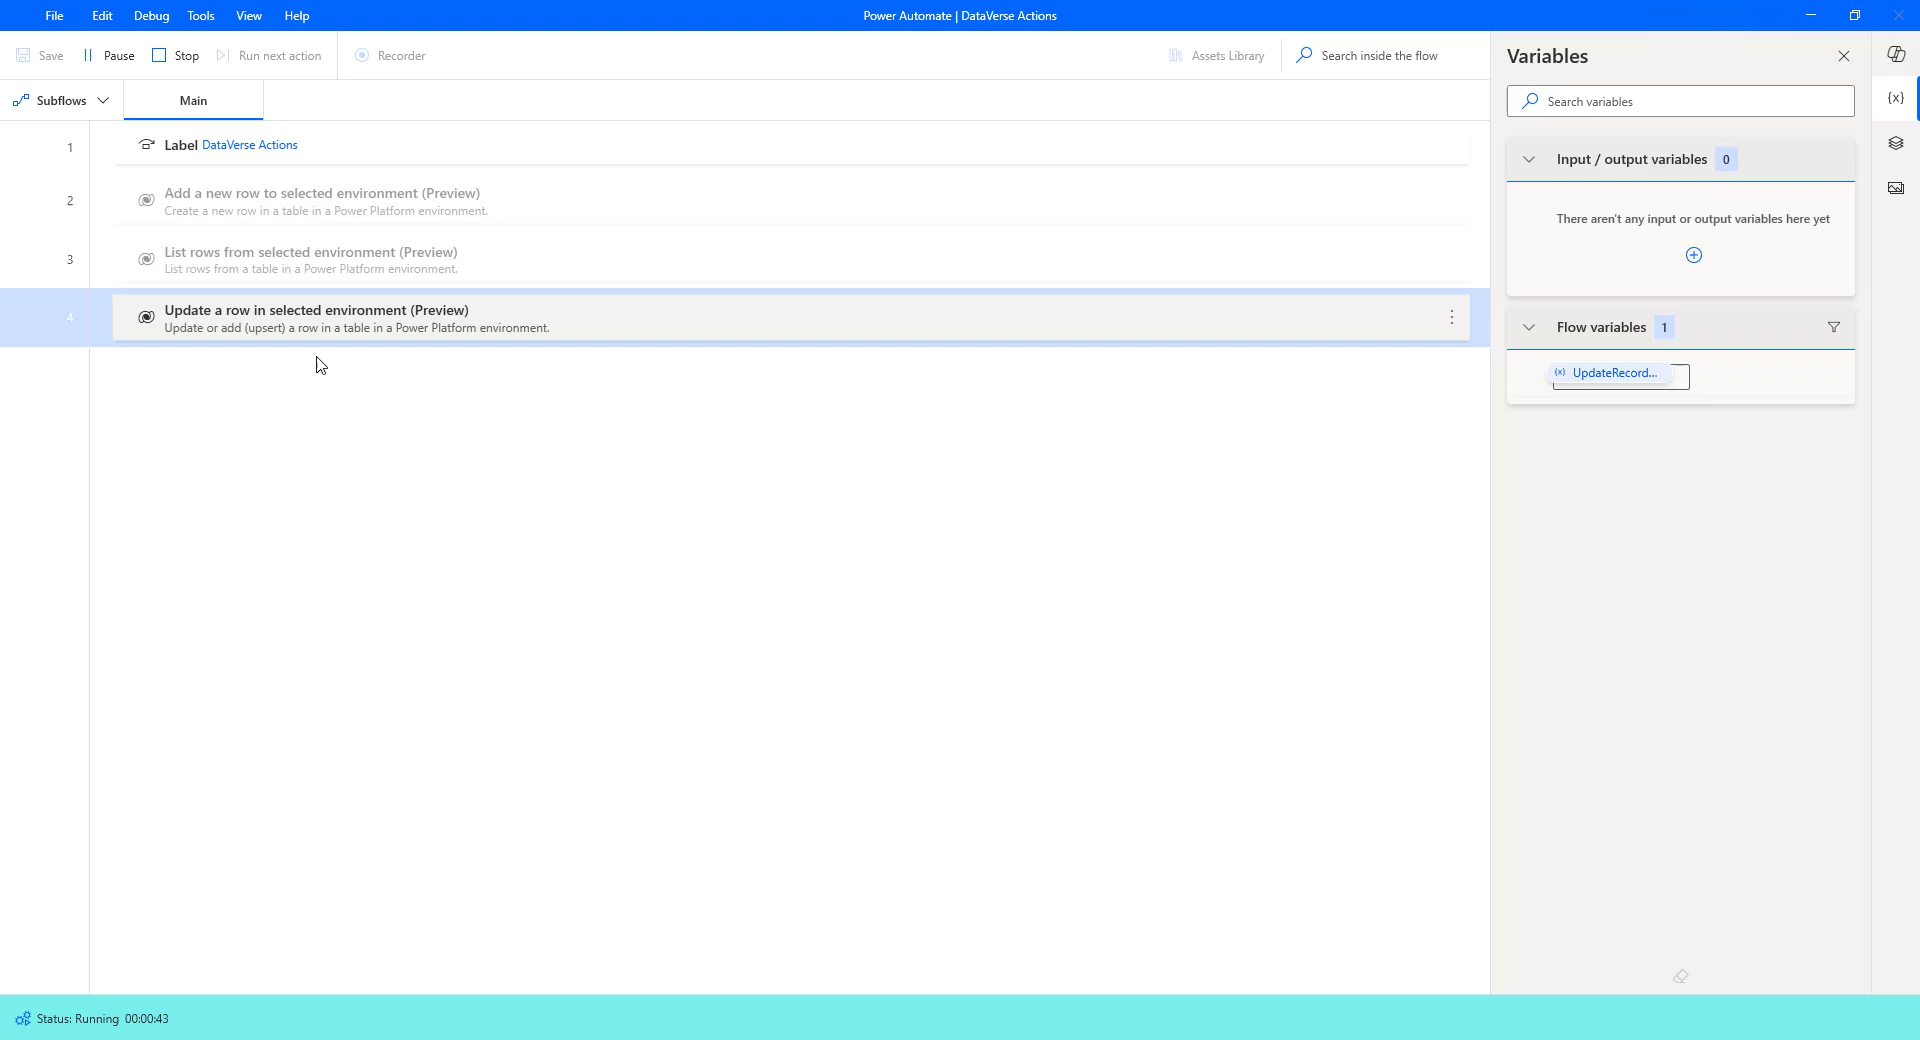 File Edit Debug Tools View Help
Power Automate | DataVerse Actions
Save Pause Stop Run next action Recorder
Assets Library Search inside the flow
Subflows Main
1 Label DataVerse Actions
2 Add a new row to selected environment (Preview)
Create a new row in a table in a Power Platform environment.
3 List rows from selected environment (Preview)
List rows from a table in a Power Platform environment.
4 Update a row in selected environment (Preview)
Update or add (upsert) a row in a table in a Power Platform environment.
Variables
{x}
Search variables
Input / output variables 0
There aren't any input or output variables here yet
Flow variables 1
(x) UpdateRecord...
Status: Running 00:00:43